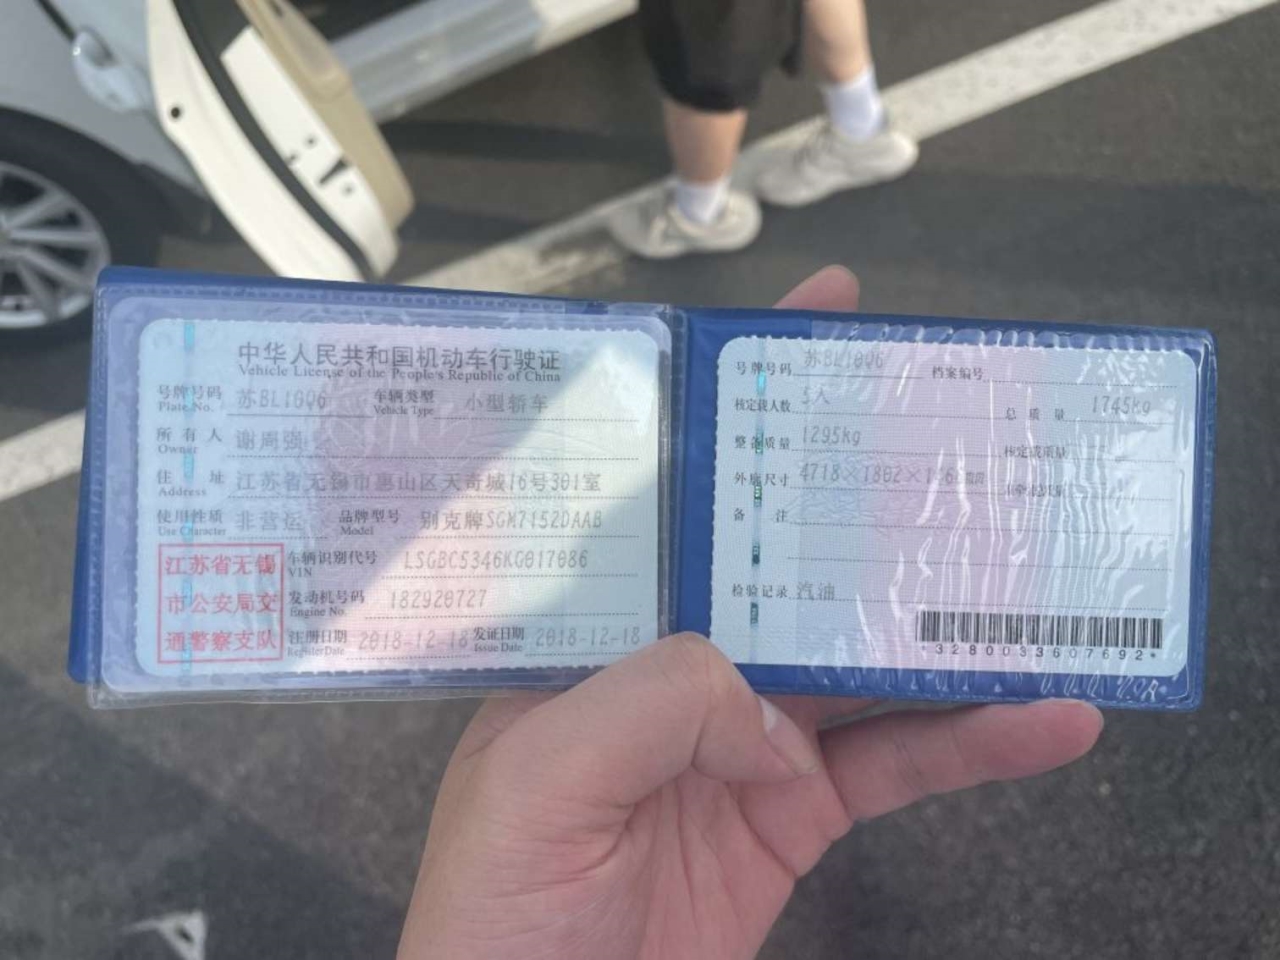 中华人民共和国机动车行驶证
Vehicle License of the People's Republic of China
号牌号码 苏BL10Q6 车辆类型 小型轿车
Plate No. Vehicle Type
所有人 谢周强
Owner
住址 江苏省无锡市惠山区天奇城16号301室
Address
使用性质 非营运 品牌型号 别克牌SGM7152DAAB
Use Character Model
江苏省无锡
市公安局交
通警察支队
车辆识别代号 LSGBC5346KG017086
VIN
发动机号码 182920727
Engine No.
注册日期 2018-12-18 发证日期 2018-12-18
Register Date Issue Date
号牌号码 苏BL10Q6 档案编号
核定载人数 5人 总质量 1745kg
整备质量 1295kg 核定载质量
外廓尺寸 4718×1802×
备注
检验记录 汽油
*3280033607692*